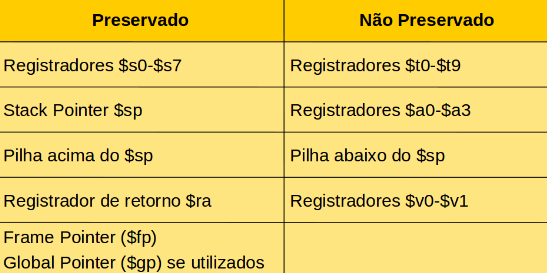 Preservado Não Preservado
Registradores $s0-$s7 Registradores $t0-$t9
Stack Pointer $sp Registradores $a0-$a3
Pilha acima do $sp Pilha abaixo do $sp
Registrador de retorno $ra Registradores $v0-$v1
Frame Pointer ($fp)
Global Pointer ($gp) se utilizados